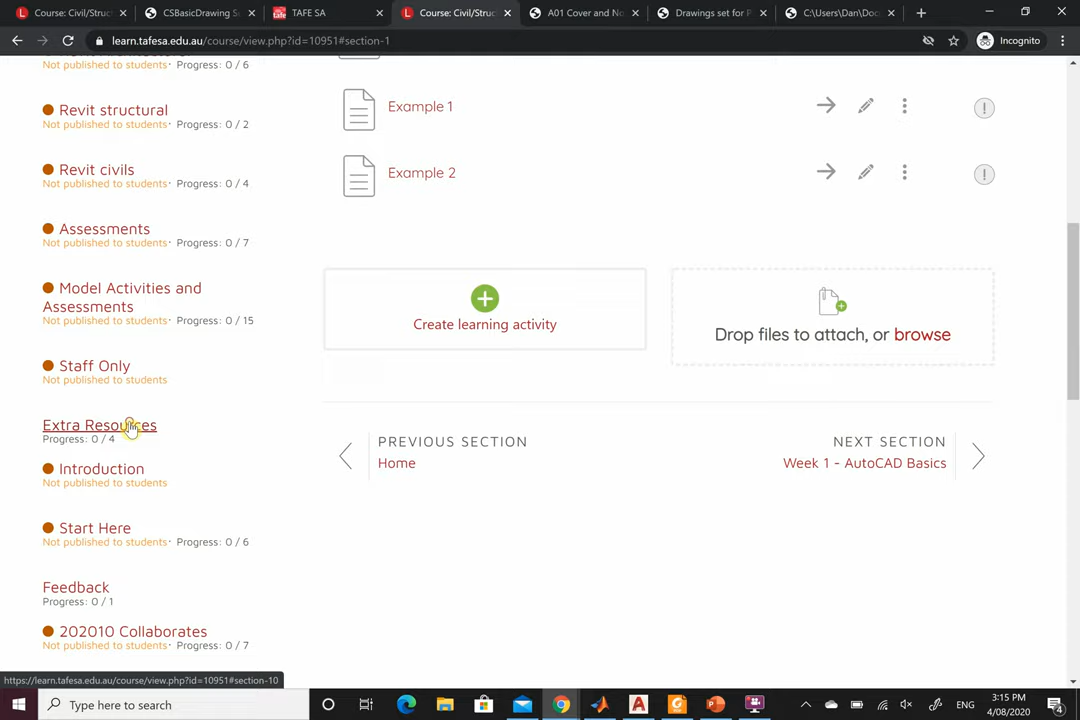 Course: Civil/Struc
CSBasicDrawing Se
TAFE SA
Course: Civil/Struc
A01 Cover and No
Drawings set for P
C:\Users\Dan\Doc
learn.tafesa.edu.au/course/view.php?id=10951#section-1
Incognito
Not published to students· Progress: 0 / 6
Revit structural
Not published to students· Progress: 0 / 2
Revit civils
Not published to students· Progress: 0 / 4
Assessments
Not published to students· Progress: 0 / 7
Model Activities and
Assessments
Not published to students· Progress: 0 / 15
Staff Only
Not published to students
Extra Resources
Progress: 0 / 4
Introduction
Not published to students
Start Here
Not published to students· Progress: 0 / 6
Feedback
Progress: 0 / 1
202010 Collaborates
Not published to students· Progress: 0 / 7
Example 1
Example 2
Create learning activity
Drop files to attach, or browse
PREVIOUS SECTION
Home
NEXT SECTION
Week 1 - AutoCAD Basics
https://learn.tafesa.edu.au/course/view.php?id=10951#section-10
Type here to search
ENG
3:15 PM
4/08/2020
4